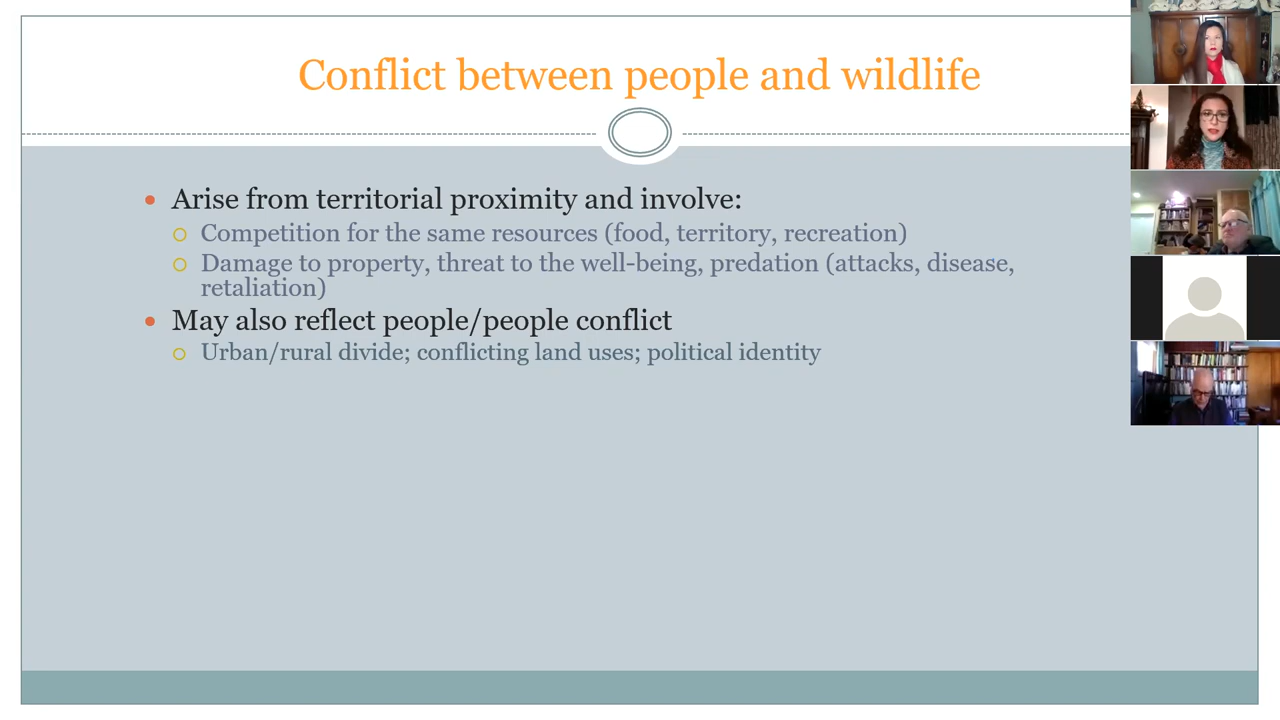 Conflict between people and wildlife
Arise from territorial proximity and involve:
Competition for the same resources (food, territory, recreation)
Damage to property, threat to the well-being, predation (attacks, disease,
retaliation)
May also reflect people/people conflict
Urban/rural divide; conflicting land uses; political identity